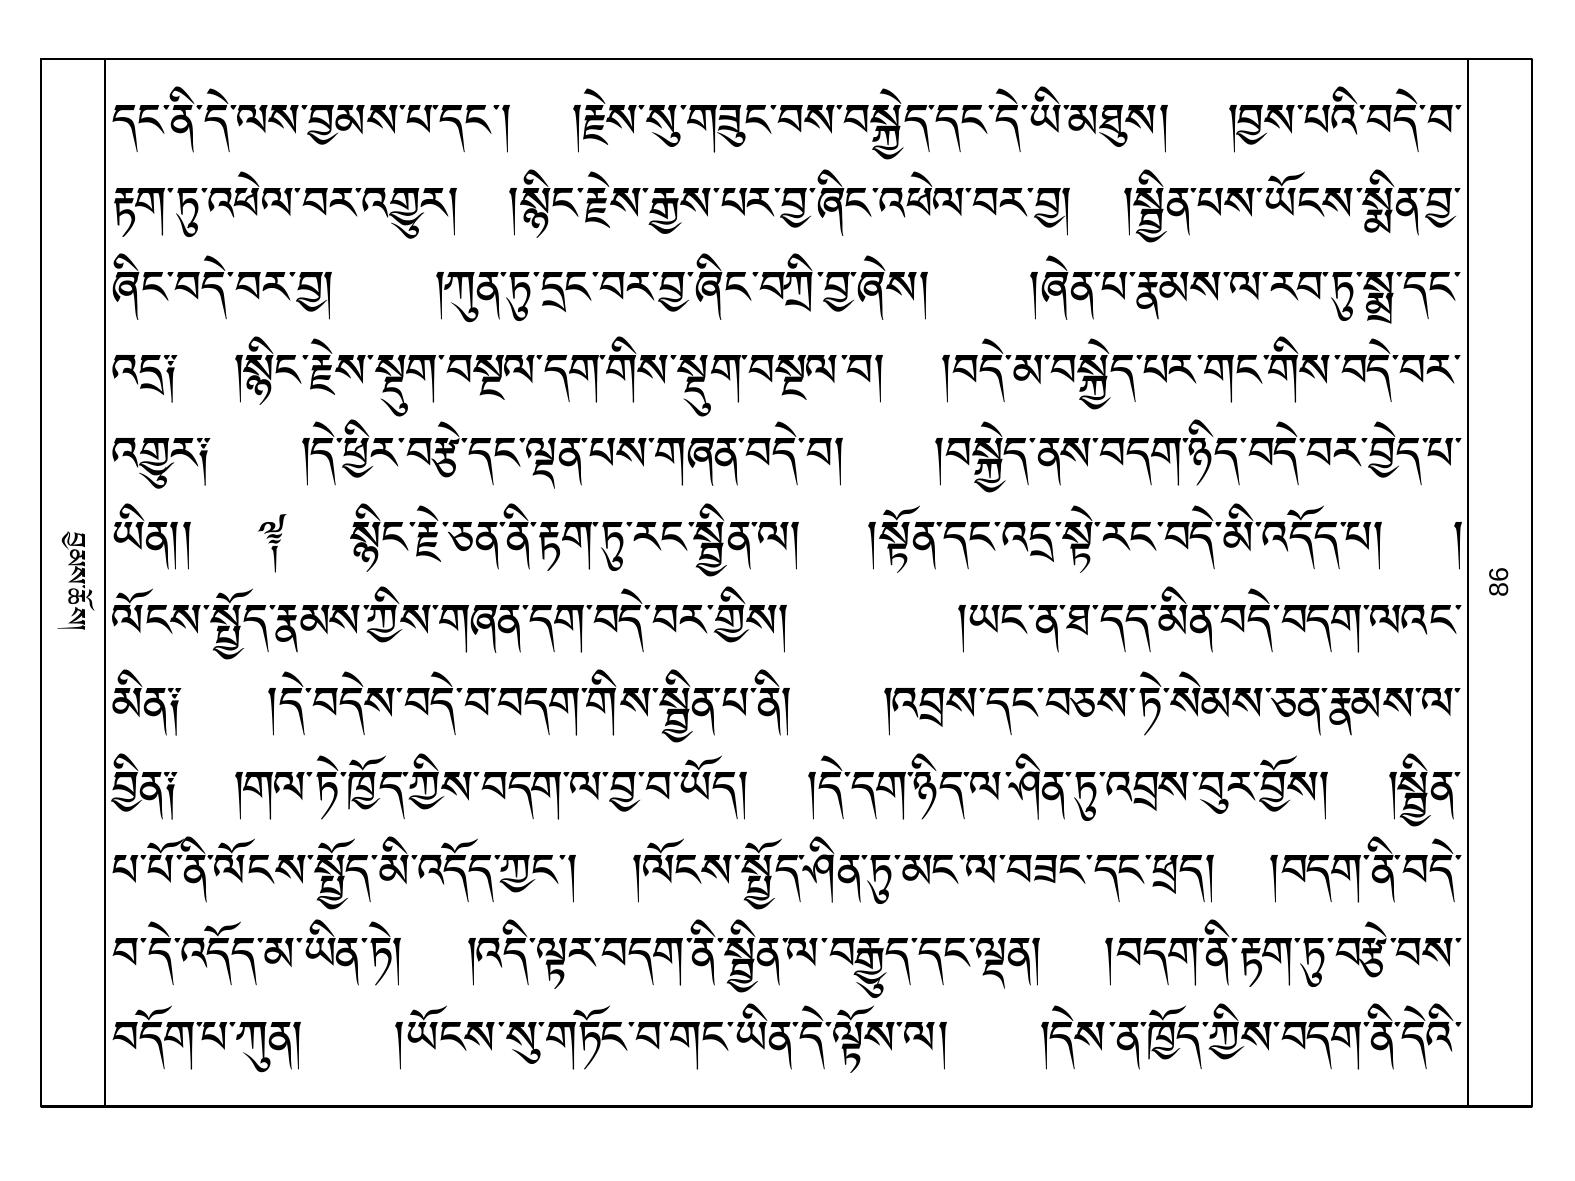 དང་ནི་དེ་ལས་བྱམས་པ་དང་། །རྗེས་སུ་གཟུང་བས་བསྐྱེད་དང་དེ་ཡི་མཐུས། །བྱས་པའི་བདེ་བ་
རྟག་ཏུ་འཕེལ་བར་འགྱུར། །སྙིང་རྗེས་རྒྱས་པར་བྱ་ཞིང་འཕེལ་བར་བྱ། །སྦྱིན་པས་ཡོངས་སྨིན་བྱ་
ཞིང་བདེ་བར་བྱ། །ཀུན་ཏུ་དྲང་བར་བྱ་ཞིང་བཀྲི་བྱ་ཞེས། །ཞེན་པ་རྣམས་ལ་རབ་ཏུ་སྨྲ་དང་
འདྲ༑ །སྙིང་རྗེས་སྡུག་བསྔལ་དག་གིས་སྡུག་བསྔལ་བ། །བདེ་མ་བསྐྱེད་པར་གང་གིས་བདེ་བར་
འགྱུར༑ །དེ་ཕྱིར་བརྩེ་དང་ལྡན་པས་གཞན་བདེ་བ། །བསྐྱེད་ནས་བདག་ཉིད་བདེ་བར་བྱེད་པ་
ཡིན།། ༈ སྙིང་རྗེ་ཅན་ནི་རྟག་ཏུ་རང་སྦྱིན་ལ། །སྟོན་དང་འདྲ་སྟེ་རང་བདེ་མི་འདོད་པ། །
ལོངས་སྤྱོད་རྣམས་ཀྱིས་གཞན་དག་བདེ་བར་གྱིས། །ཡང་ན་ཐ་དད་མིན་བདེ་བདག་ལའང་
མིན༑ །དེ་བདེས་བདེ་བ་བདག་གིས་སྦྱིན་པ་ནི། །འབྲས་དང་བཅས་ཏེ་སེམས་ཅན་རྣམས་ལ་
བྱིན༑ །གལ་ཏེ་ཁྱོད་ཀྱིས་བདག་ལ་བྱ་བ་ཡོད། །དེ་དག་ཉིད་ལ་ཤིན་ཏུ་འབྲས་བུར་བྱོས། །སྦྱིན་
པ་པོ་ནི་ལོངས་སྤྱོད་མི་འདོད་ཀྱང་། །ལོངས་སྤྱོད་ཤིན་ཏུ་མང་ལ་བཟང་དང་ཕྲད། །བདག་ནི་བདེ་
བ་དེ་འདོད་མ་ཡིན་ཏེ། །འདི་ལྟར་བདག་ནི་སྦྱིན་ལ་བརྒྱུད་དང་ལྡན། །བདག་ནི་རྟག་ཏུ་བརྩེ་བས་
བདོག་པ་ཀུན། །ཡོངས་སུ་གཏོང་བ་གང་ཡིན་དེ་ལྟོས་ལ། །དེས་ན་ཁྱོད་ཀྱིས་བདག་ནི་དེའི་
བྱམས་ཆོས།
86